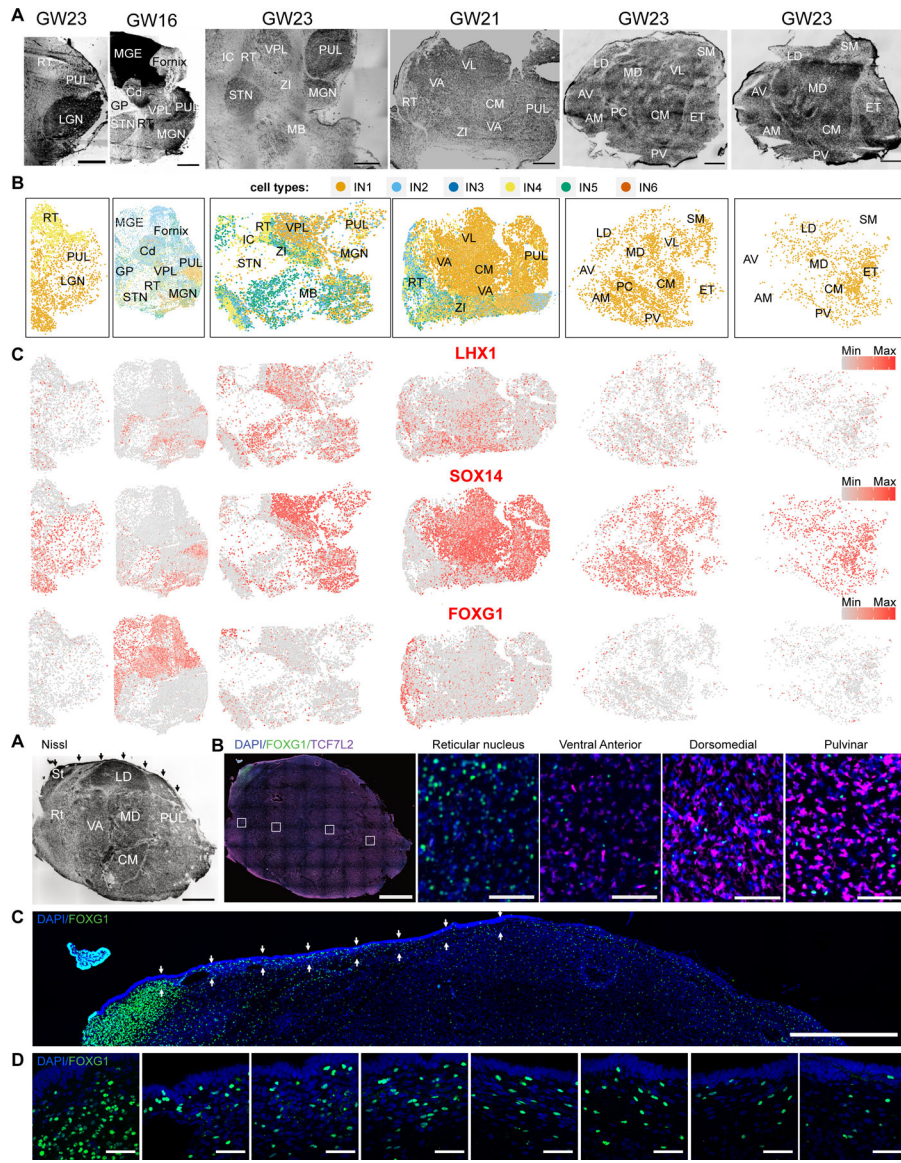 A
GW23 GW16 GW23 GW21 GW23 GW23
RT PUL LGN
MGE Fornix Cd GP VPL PUL STN RT MGN
IC RT VPL PUL ZI STN MGN MB
VL VA RT CM PUL ZI VA
SM LD MD VL AV AM PC CM ET PV
SM LD MD AV AM CM ET PV
B
cell types: IN1 IN2 IN3 IN4 IN5 IN6
RT PUL LGN
MGE Fornix Cd GP VPL PUL RT STN MGN
IC RT VPL PUL ZI STN MGN MB
VL VA CM PUL RT VA ZI
SM LD VL MD AV AM PC CM ET PV
SM LD AV MD ET CM AM PV
C
LHX1
Min Max
SOX14
Min Max
FOXG1
Min Max
A Nissl
St LD Rt VA MD PUL CM
B DAPI/FOXG1/TCF7L2
Reticular nucleus Ventral Anterior Dorsomedial Pulvinar
C
DAPI/FOXG1
D DAPI/FOXG1